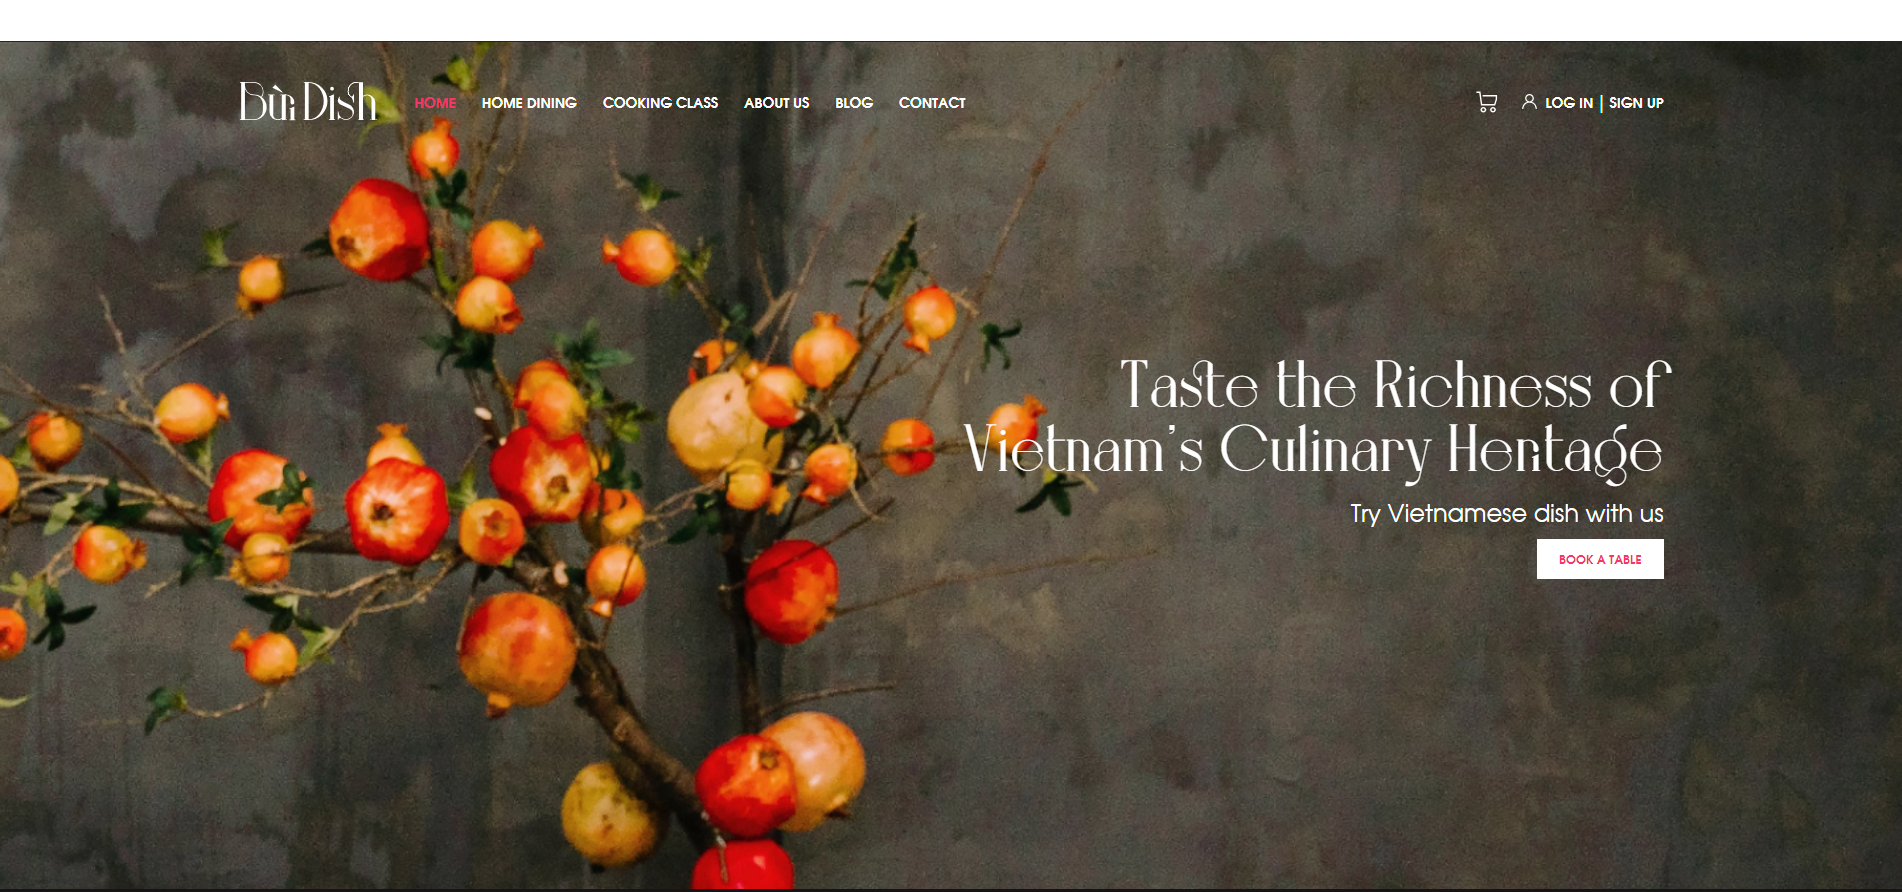 Bùi Dish
HOME HOME DINING COOKING CLASS ABOUT US BLOG CONTACT
LOG IN | SIGN UP
Taste the Richness of
Vietnam's Culinary Heritage
Try Vietnamese dish with us
BOOK A TABLE